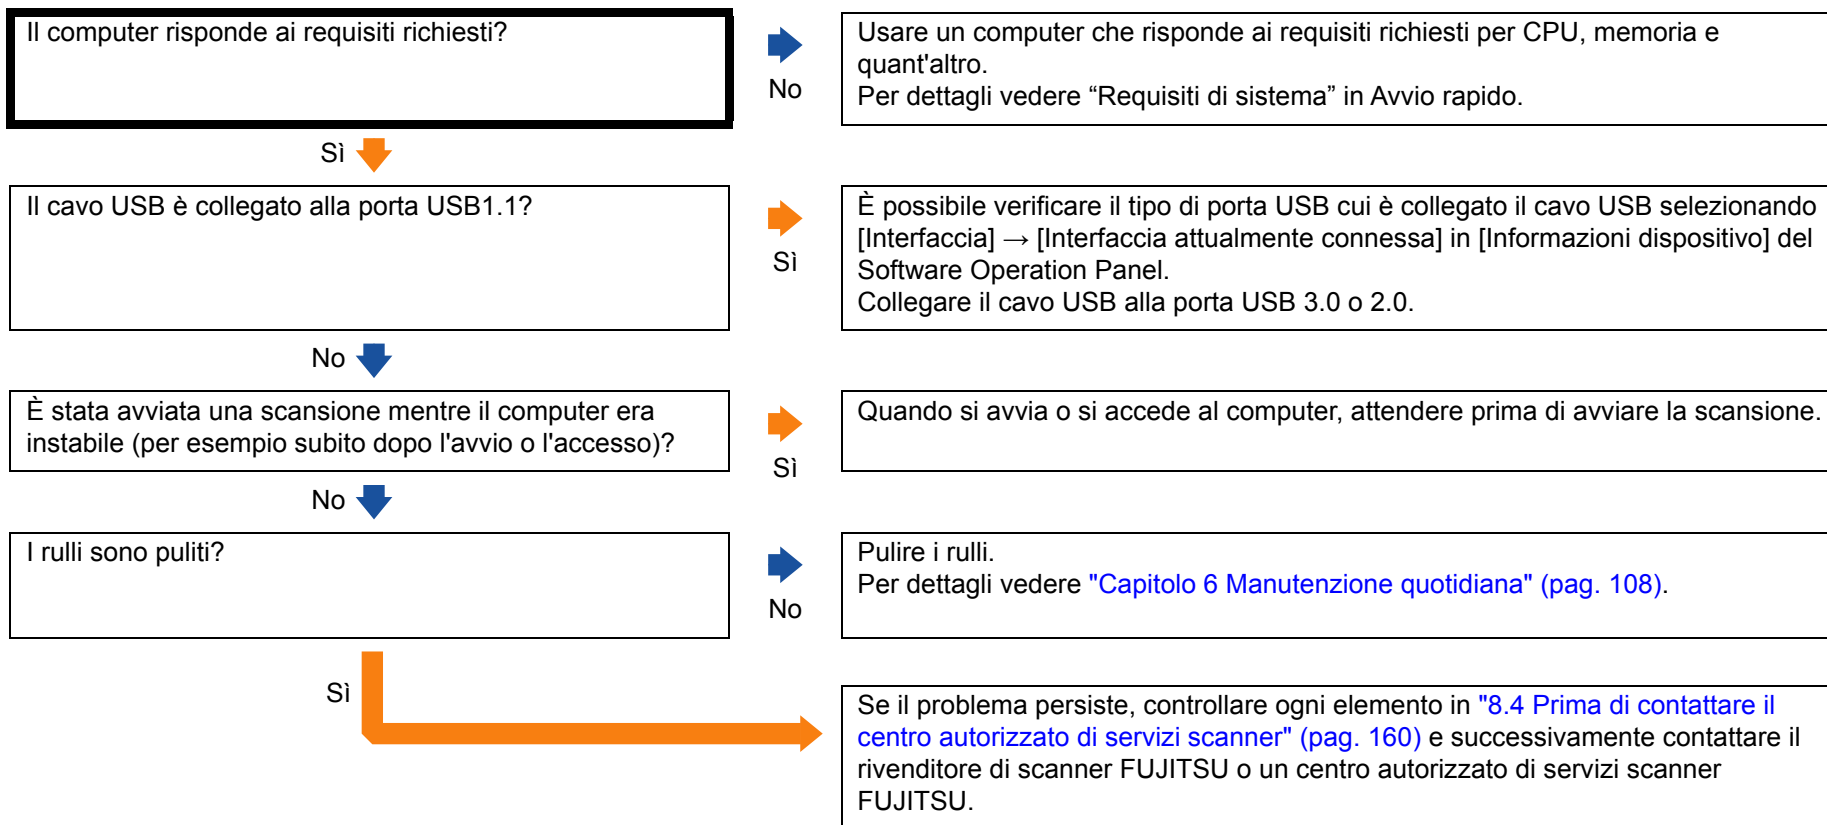 Il computer risponde ai requisiti richiesti?
No
Usare un computer che risponde ai requisiti richiesti per CPU, memoria e
quant'altro.
Per dettagli vedere “Requisiti di sistema” in Avvio rapido.
Sì
Il cavo USB è collegato alla porta USB1.1?
Sì
È possibile verificare il tipo di porta USB cui è collegato il cavo USB selezionando
[Interfaccia] → [Interfaccia attualmente connessa] in [Informazioni dispositivo] del
Software Operation Panel.
Collegare il cavo USB alla porta USB 3.0 o 2.0.
No
È stata avviata una scansione mentre il computer era
instabile (per esempio subito dopo l'avvio o l'accesso)?
Sì
Quando si avvia o si accede al computer, attendere prima di avviare la scansione.
No
I rulli sono puliti?
No
Pulire i rulli.
Per dettagli vedere "Capitolo 6 Manutenzione quotidiana" (pag. 108).
Sì
Se il problema persiste, controllare ogni elemento in "8.4 Prima di contattare il
centro autorizzato di servizi scanner" (pag. 160) e successivamente contattare il
rivenditore di scanner FUJITSU o un centro autorizzato di servizi scanner
FUJITSU.